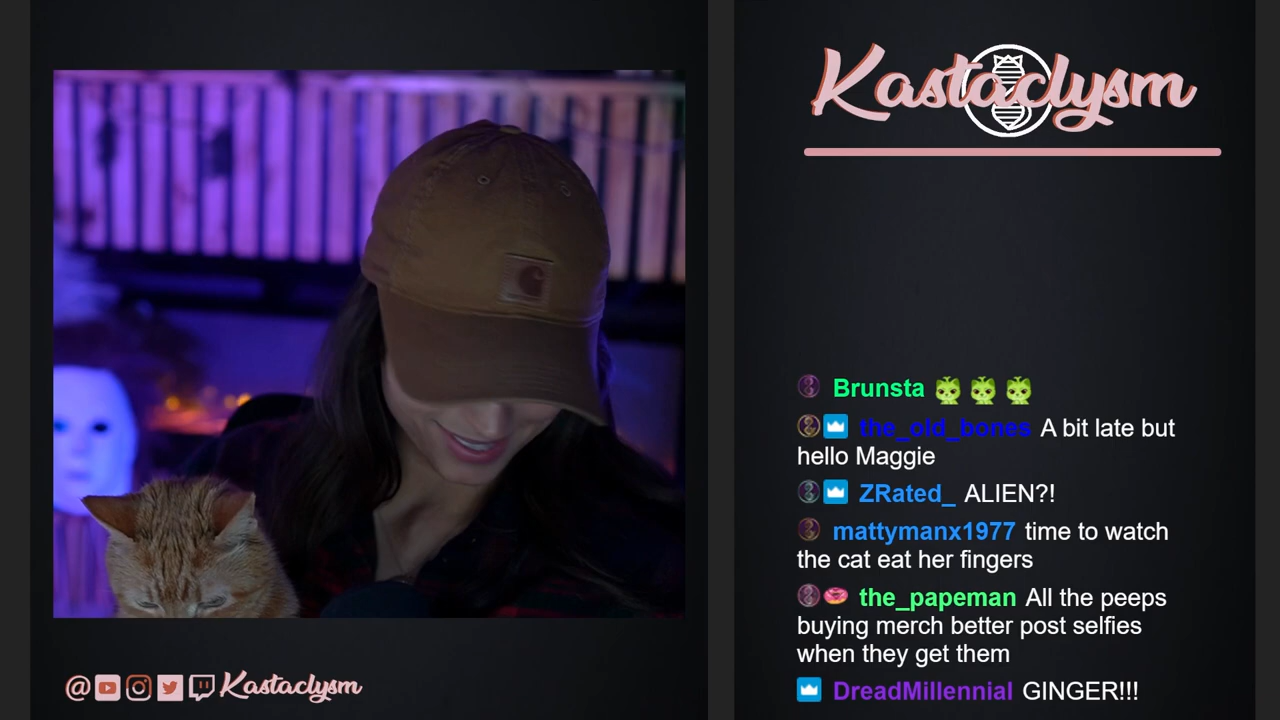 Kastaclysm
Brunsta
the_old_bones A bit late but
hello Maggie
ZRated_ ALIEN?!
mattymanx1977 time to watch
the cat eat her fingers
the_papeman All the peeps
buying merch better post selfies
when they get them
DreadMillennial GINGER!!!
@ Kastaclysm